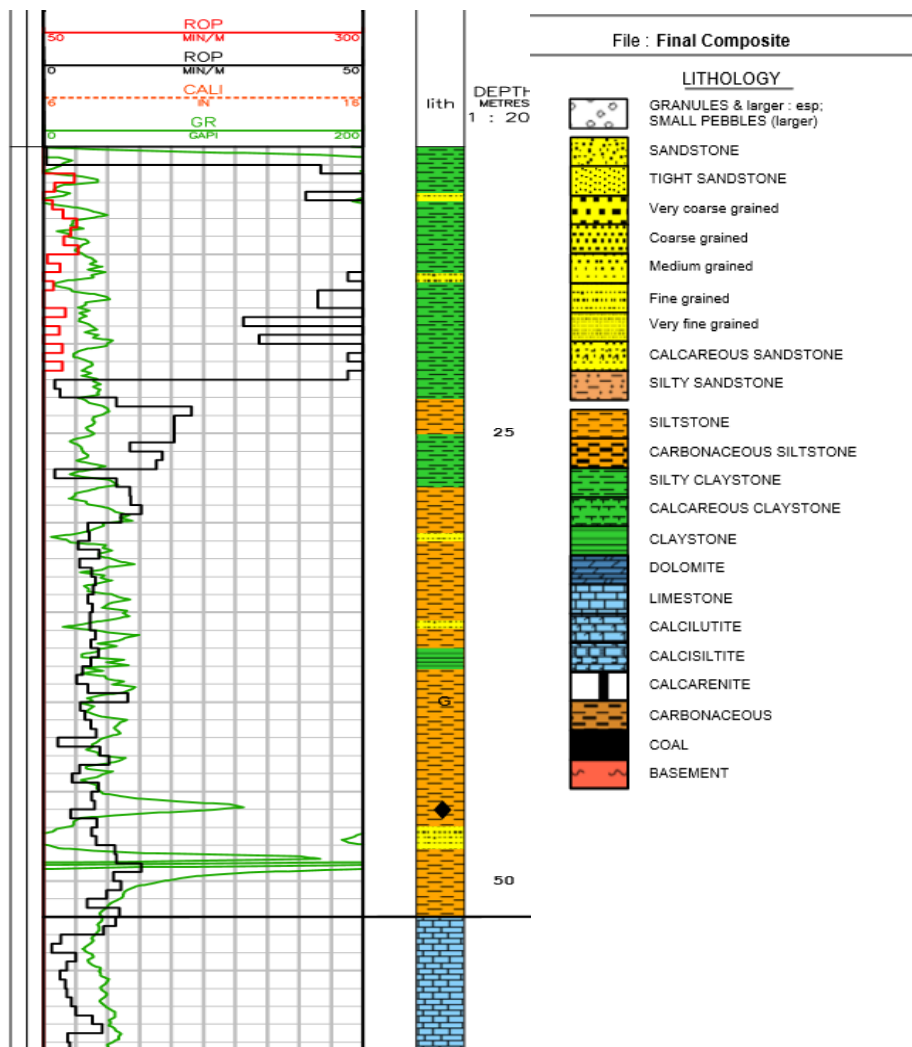 ROP
50 MIN/M 300
ROP
0 MIN/M 50
CALI
6 IN 16
GR
0 GAPI 200
lith
DEPTH
METRES
1 : 20
25
G
50
File : Final Composite
LITHOLOGY
GRANULES & larger : esp;
SMALL PEBBLES (larger)
SANDSTONE
TIGHT SANDSTONE
Very coarse grained
Coarse grained
Medium grained
Fine grained
Very fine grained
CALCAREOUS SANDSTONE
SILTY SANDSTONE
SILTSTONE
CARBONACEOUS SILTSTONE
SILTY CLAYSTONE
CALCAREOUS CLAYSTONE
CLAYSTONE
DOLOMITE
LIMESTONE
CALCILUTITE
CALCISILTITE
CALCARENITE
CARBONACEOUS
COAL
BASEMENT